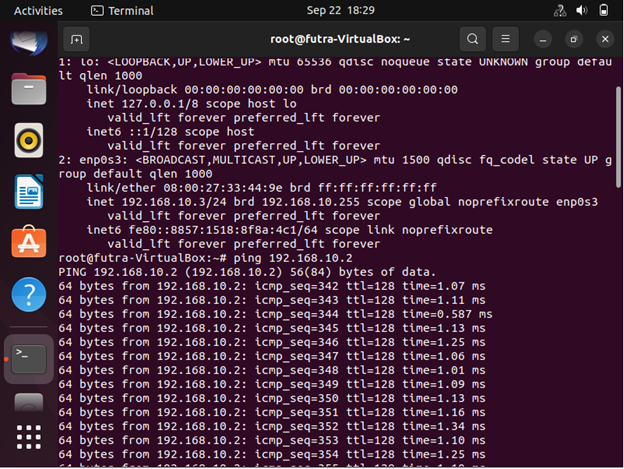 Activities Terminal Sep 22 18:29
root@futra-VirtualBox: ~
1: lo: <LOOPBACK,UP,LOWER_UP> mtu 65536 qdisc noqueue state UNKNOWN group defau
lt qlen 1000
link/loopback 00:00:00:00:00:00 brd 00:00:00:00:00:00
inet 127.0.0.1/8 scope host lo
valid_lft forever preferred_lft forever
inet6 ::1/128 scope host
valid_lft forever preferred_lft forever
2: enp0s3: <BROADCAST,MULTICAST,UP,LOWER_UP> mtu 1500 qdisc fq_codel state UP g
roup default qlen 1000
link/ether 08:00:27:33:44:9e brd ff:ff:ff:ff:ff:ff
inet 192.168.10.3/24 brd 192.168.10.255 scope global noprefixroute enp0s3
valid_lft forever preferred_lft forever
inet6 fe80::8857:1518:8f8a:4c1/64 scope link noprefixroute
valid_lft forever preferred_lft forever
root@futra-VirtualBox:~# ping 192.168.10.2
PING 192.168.10.2 (192.168.10.2) 56(84) bytes of data.
64 bytes from 192.168.10.2: icmp_seq=342 ttl=128 time=1.07 ms
64 bytes from 192.168.10.2: icmp_seq=343 ttl=128 time=1.11 ms
64 bytes from 192.168.10.2: icmp_seq=344 ttl=128 time=0.587 ms
64 bytes from 192.168.10.2: icmp_seq=345 ttl=128 time=1.13 ms
64 bytes from 192.168.10.2: icmp_seq=346 ttl=128 time=1.25 ms
64 bytes from 192.168.10.2: icmp_seq=347 ttl=128 time=1.06 ms
64 bytes from 192.168.10.2: icmp_seq=348 ttl=128 time=1.01 ms
64 bytes from 192.168.10.2: icmp_seq=349 ttl=128 time=1.09 ms
64 bytes from 192.168.10.2: icmp_seq=350 ttl=128 time=1.13 ms
64 bytes from 192.168.10.2: icmp_seq=351 ttl=128 time=1.16 ms
64 bytes from 192.168.10.2: icmp_seq=352 ttl=128 time=1.34 ms
64 bytes from 192.168.10.2: icmp_seq=353 ttl=128 time=1.10 ms
64 bytes from 192.168.10.2: icmp_seq=354 ttl=128 time=1.25 ms
64 bytes from 192.168.10.2: icmp_seq=355 ttl=128